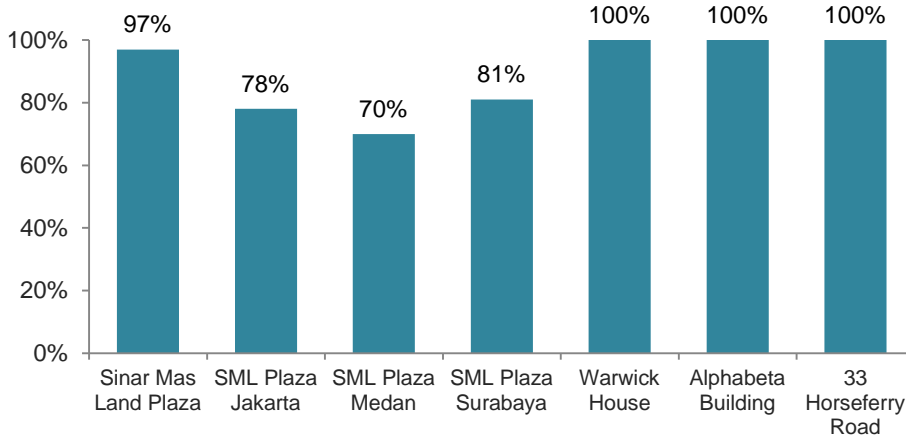 97%
78%
70%
81%
100%
100%
100%
100%
80%
60%
40%
20%
0%
Sinar Mas
Land Plaza
SML Plaza
Jakarta
SML Plaza
Medan
SML Plaza
Surabaya
Warwick
House
Alphabeta
Building
33
Horseferry
Road